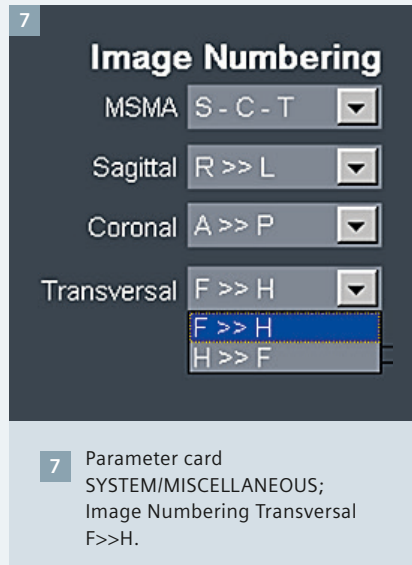 7
Image Numbering
MSMA S - C - T
Sagittal R >> L
Coronal A >> P
Transversal F >> H
F >> H
H >> F
7 Parameter card
SYSTEM/MISCELLANEOUS;
Image Numbering Transversal
F>>H.